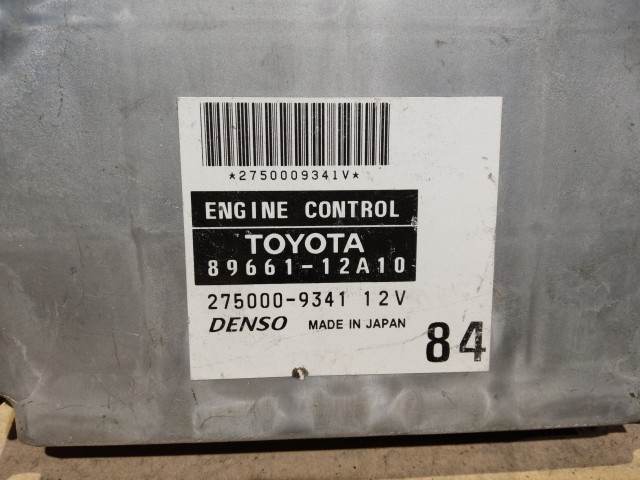 *2750009341V*
ENGINE CONTROL
TOYOTA
89661-12A10
275000-9341 12V
DENSO MADE IN JAPAN 84